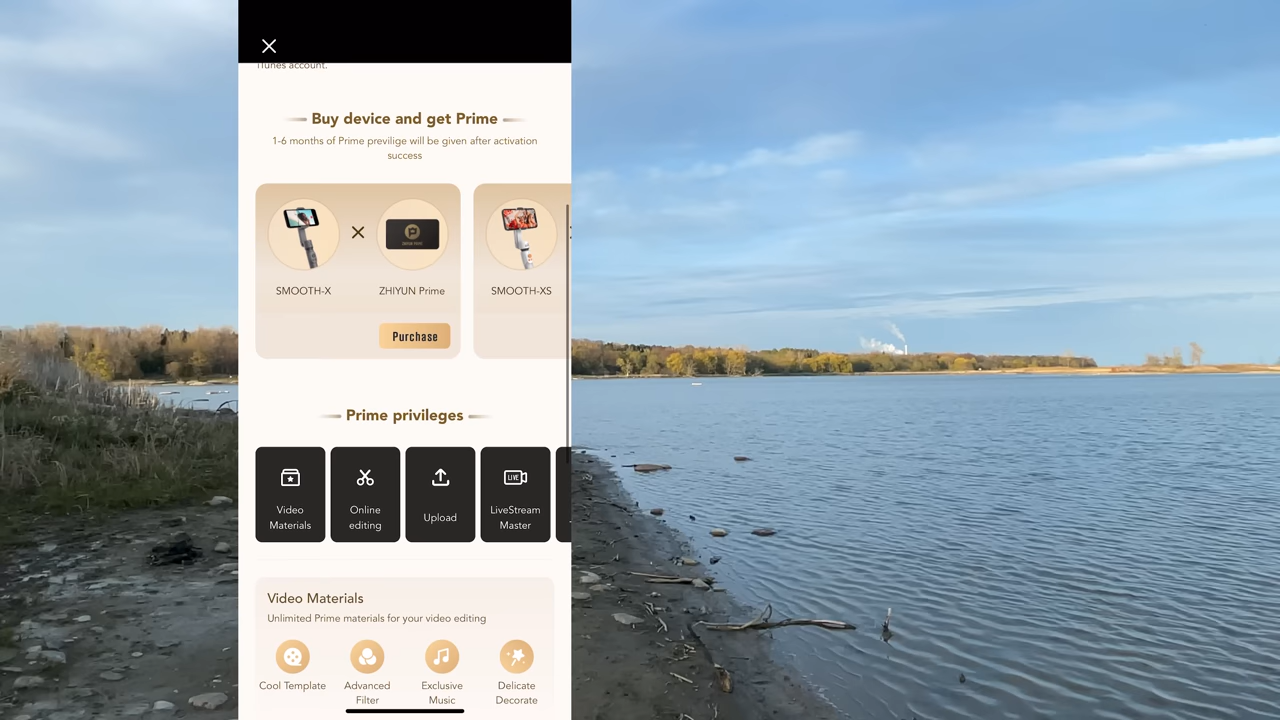 iTunes account.
Buy device and get Prime
1-6 months of Prime previlige will be given after activation
success
SMOOTH-X
ZHIYUN Prime
SMOOTH-XS
Purchase
Prime privileges
Video
Materials
Online
editing
Upload
LIVE
LiveStream
Master
Video Materials
Unlimited Prime materials for your video editing
Cool Template
Advanced
Filter
Exclusive
Music
Delicate
Decorate